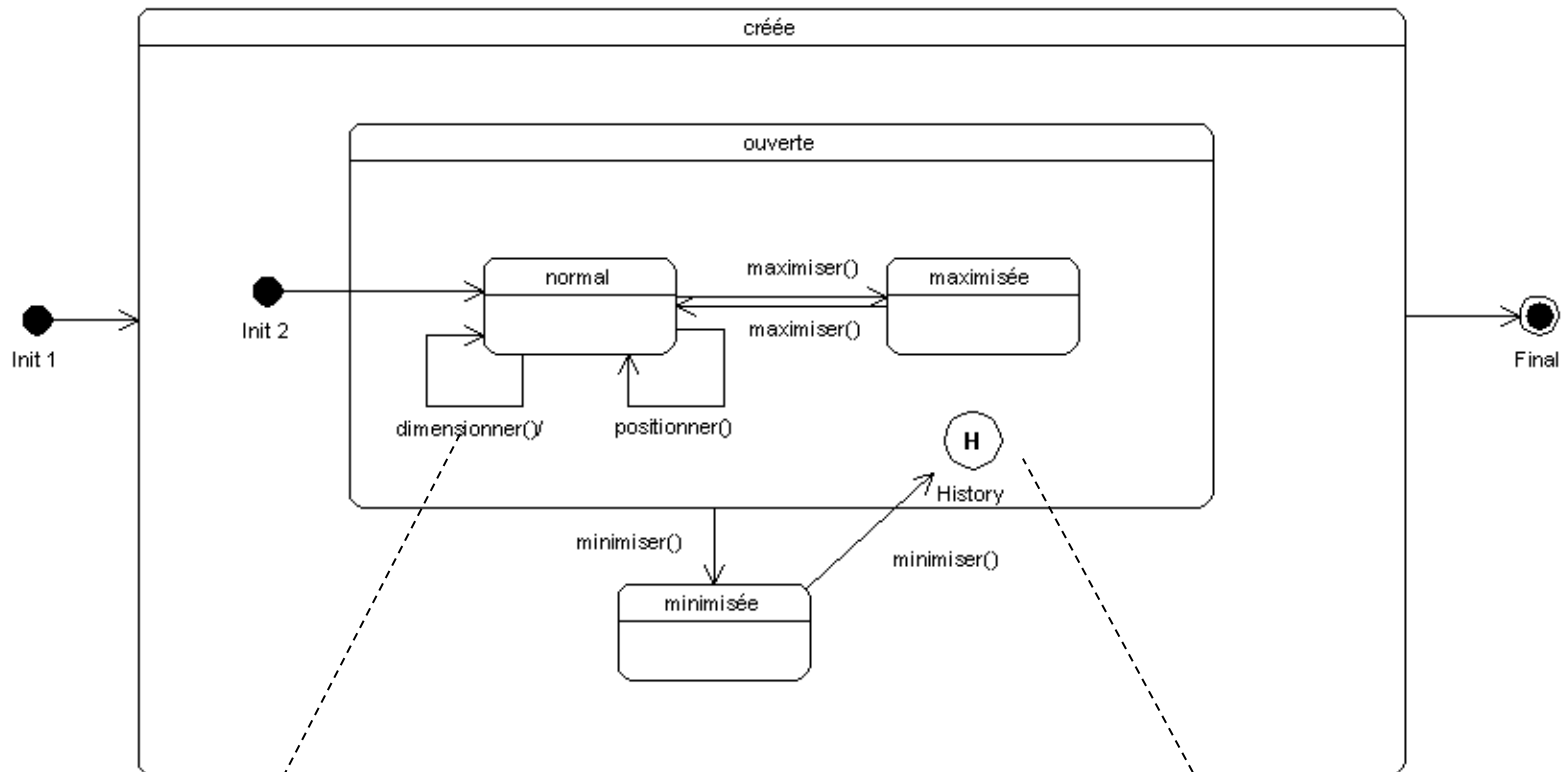 créée
ouverte
normal
maximiser()
maximisée
Init 1
Init 2
maximiser()
dimensionner()/
positionner()
H
History
minimiser()
minimiser()
minimisée
Final